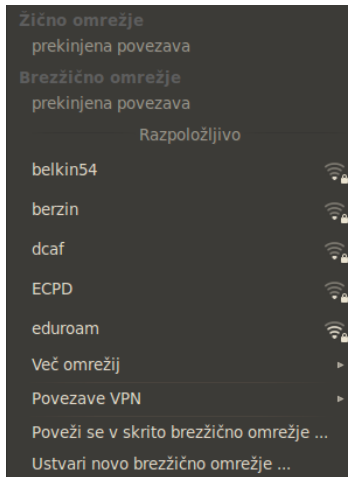 Žično omrežje
prekinjena povezava
Brezžično omrežje
prekinjena povezava
Razpoložljivo
belkin54
berzin
dcaf
ECPD
eduroam
Več omrežij
Povezave VPN
Poveži se v skrito brezžično omrežje ...
Ustvari novo brezžično omrežje ...